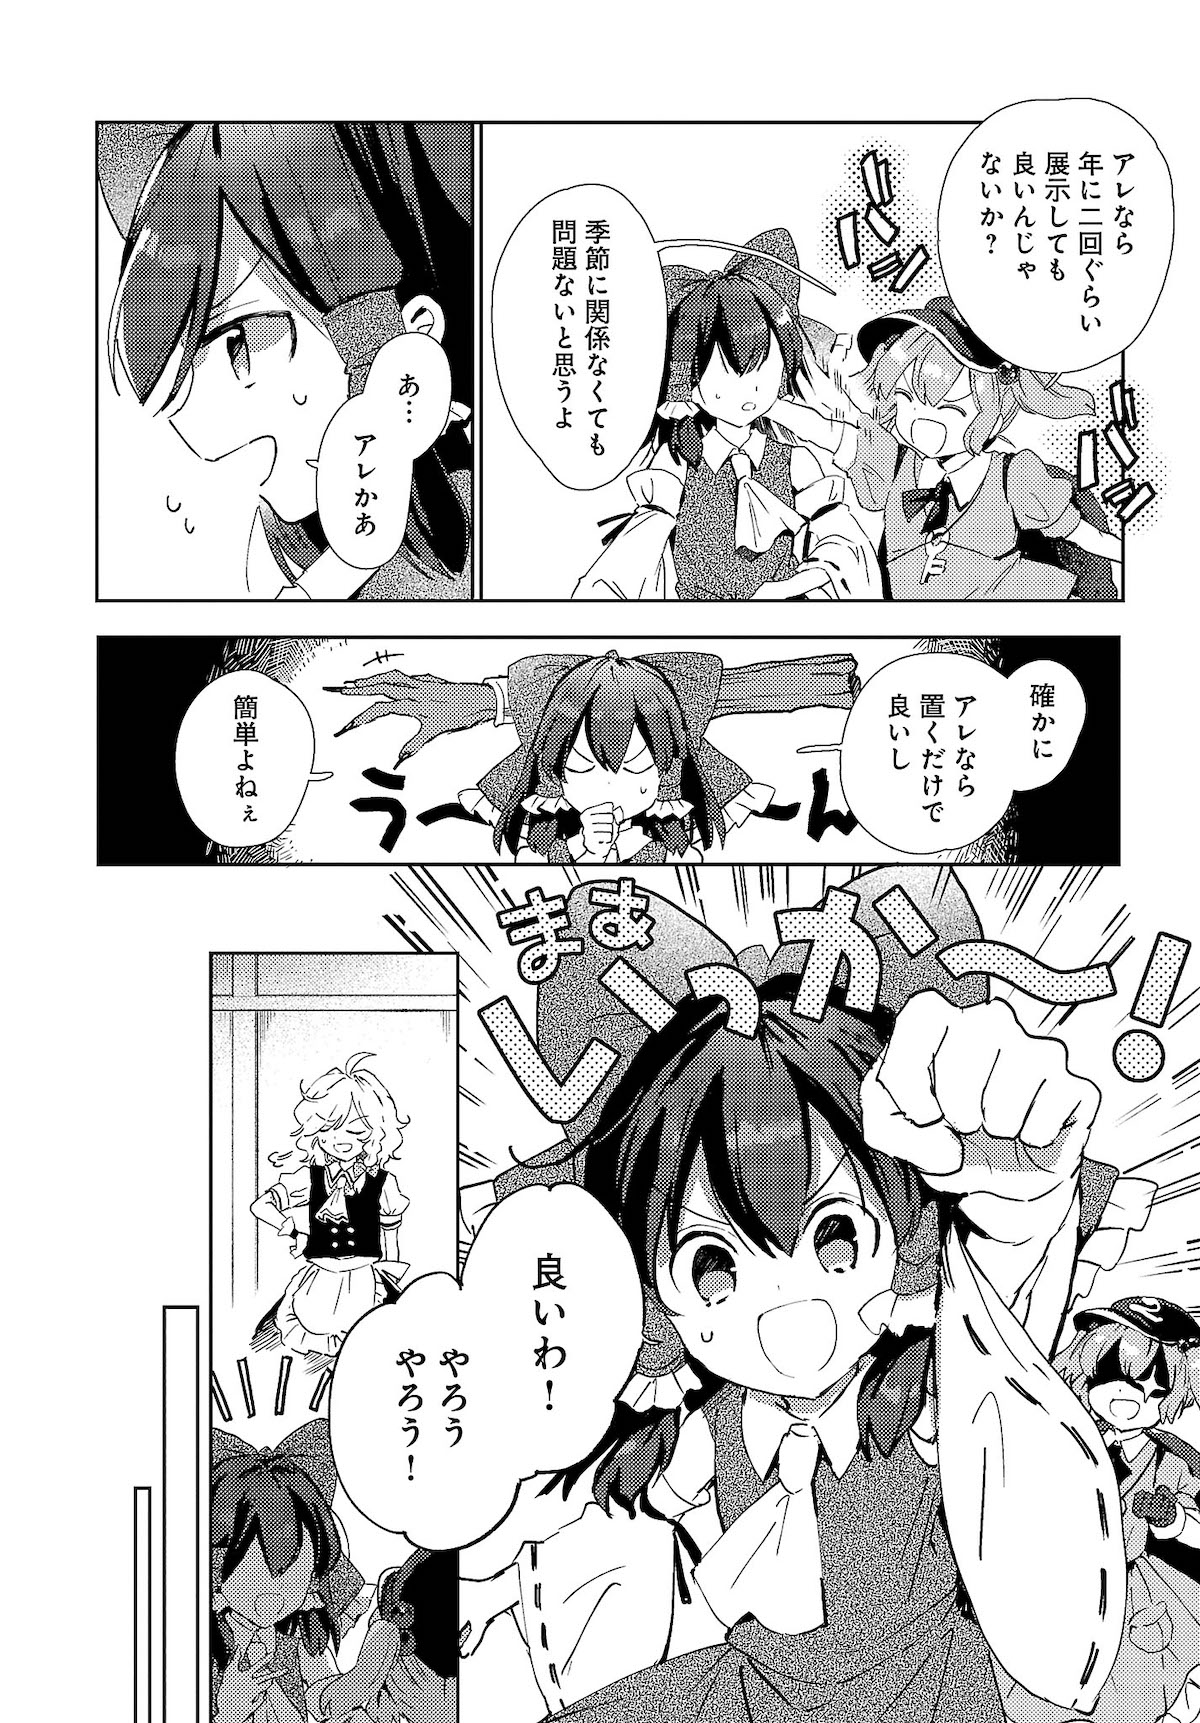 アレなら
年に二回ぐらい
展示しても
良いんじゃ
ないか？
バシ
バシ
季節に関係なくても
問題ないと思うよ
あ…
アレかあ
確かに
アレなら
置くだけで
良いし
う〜〜ん
簡単よねぇ
まぁ
いっか〜！
良いわ！
やろう
やろう！